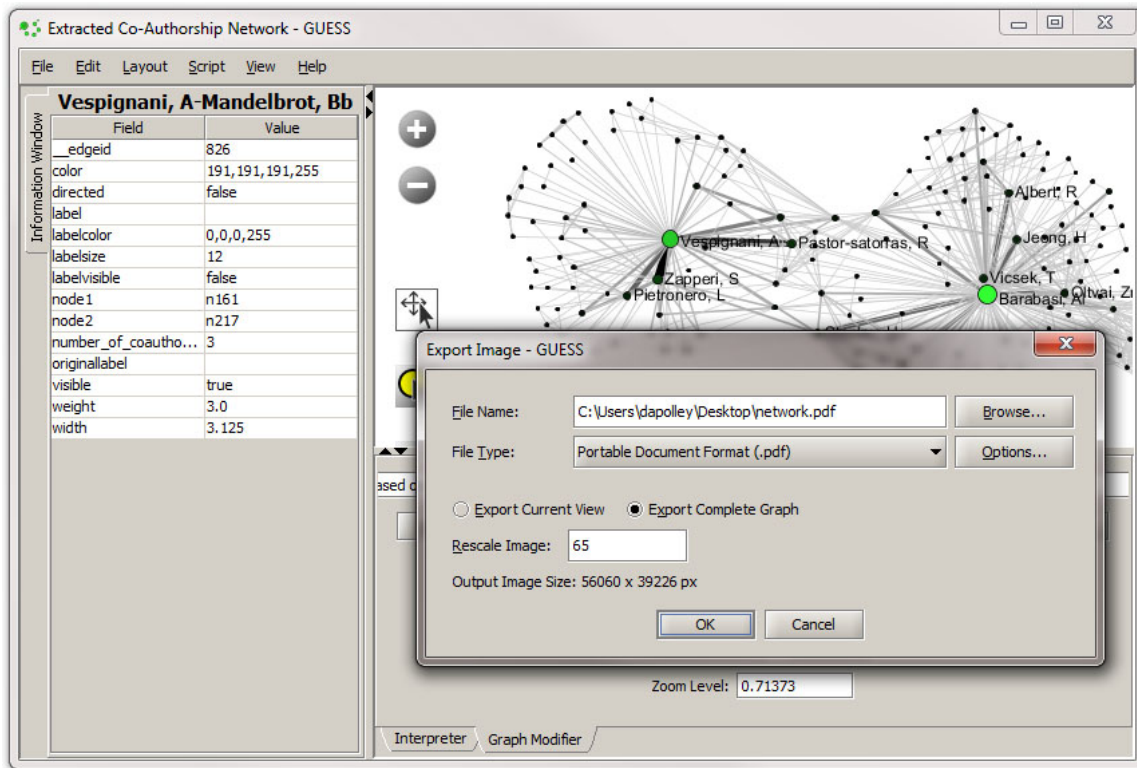 Extracted Co-Authorship Network - GUESS
File Edit Layout Script View Help
Information Window
Vespignani, A-Mandelbrot, Bb
Field Value
__edgeid 826
color 191,191,191,255
directed false
label
labelcolor 0,0,0,255
labelsize 12
labelvisible false
node1 n161
node2 n217
number_of_coautho... 3
originallabel
visible true
weight 3.0
width 3.125
Albert, R
Vespignani, A
Pastor-satorras, R
Jeong, H
Zapperi, S
Vicsek, T
Pietronero, L
Barabasi, Al
Oltvai, Zn
Export Image - GUESS
File Name: C:\Users\dapolley\Desktop\network.pdf Browse...
File Type: Portable Document Format (.pdf) Options...
ased
Export Current View Export Complete Graph
Rescale Image: 65
Output Image Size: 56060 x 39226 px
OK Cancel
Zoom Level: 0.71373
Interpreter Graph Modifier